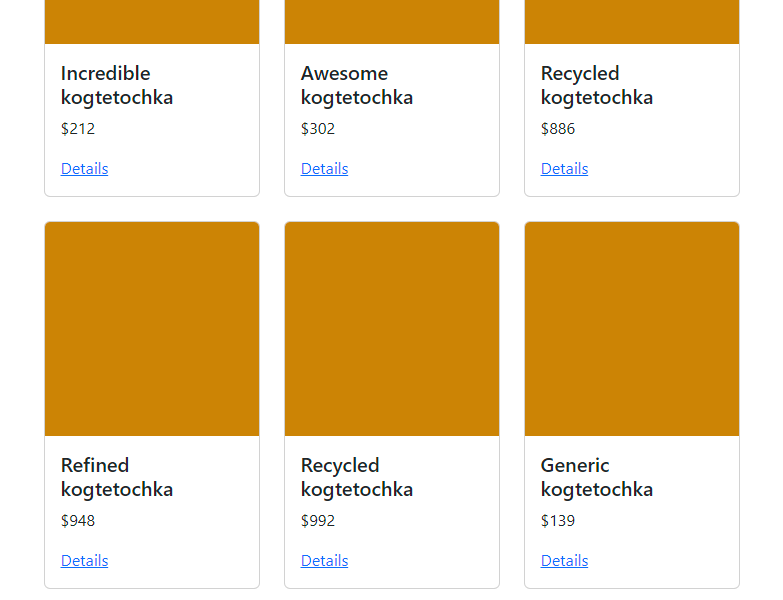 Incredible
kogtetochka
$212
Details
Awesome
kogtetochka
$302
Details
Recycled
kogtetochka
$886
Details
Refined
kogtetochka
$948
Details
Recycled
kogtetochka
$992
Details
Generic
kogtetochka
$139
Details